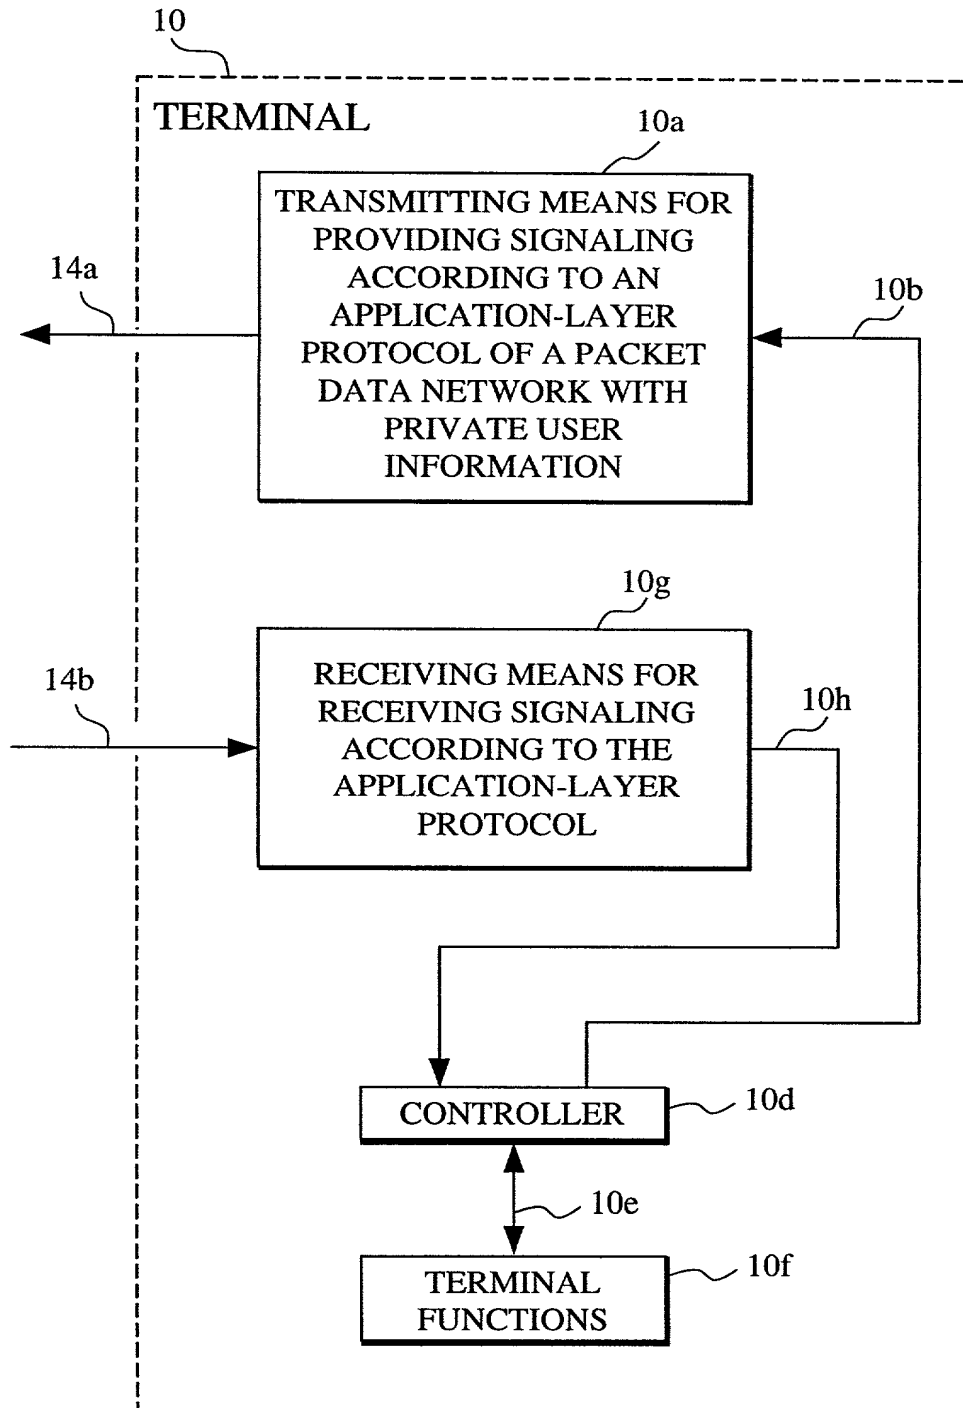 10
TERMINAL
10a
TRANSMITTING MEANS FOR
PROVIDING SIGNALING
ACCORDING TO AN
APPLICATION-LAYER
PROTOCOL OF A PACKET
DATA NETWORK WITH
PRIVATE USER
INFORMATION
14a
10b
10g
RECEIVING MEANS FOR
RECEIVING SIGNALING
ACCORDING TO THE
APPLICATION-LAYER
PROTOCOL
14b
10h
CONTROLLER
10d
10e
TERMINAL
FUNCTIONS
10f